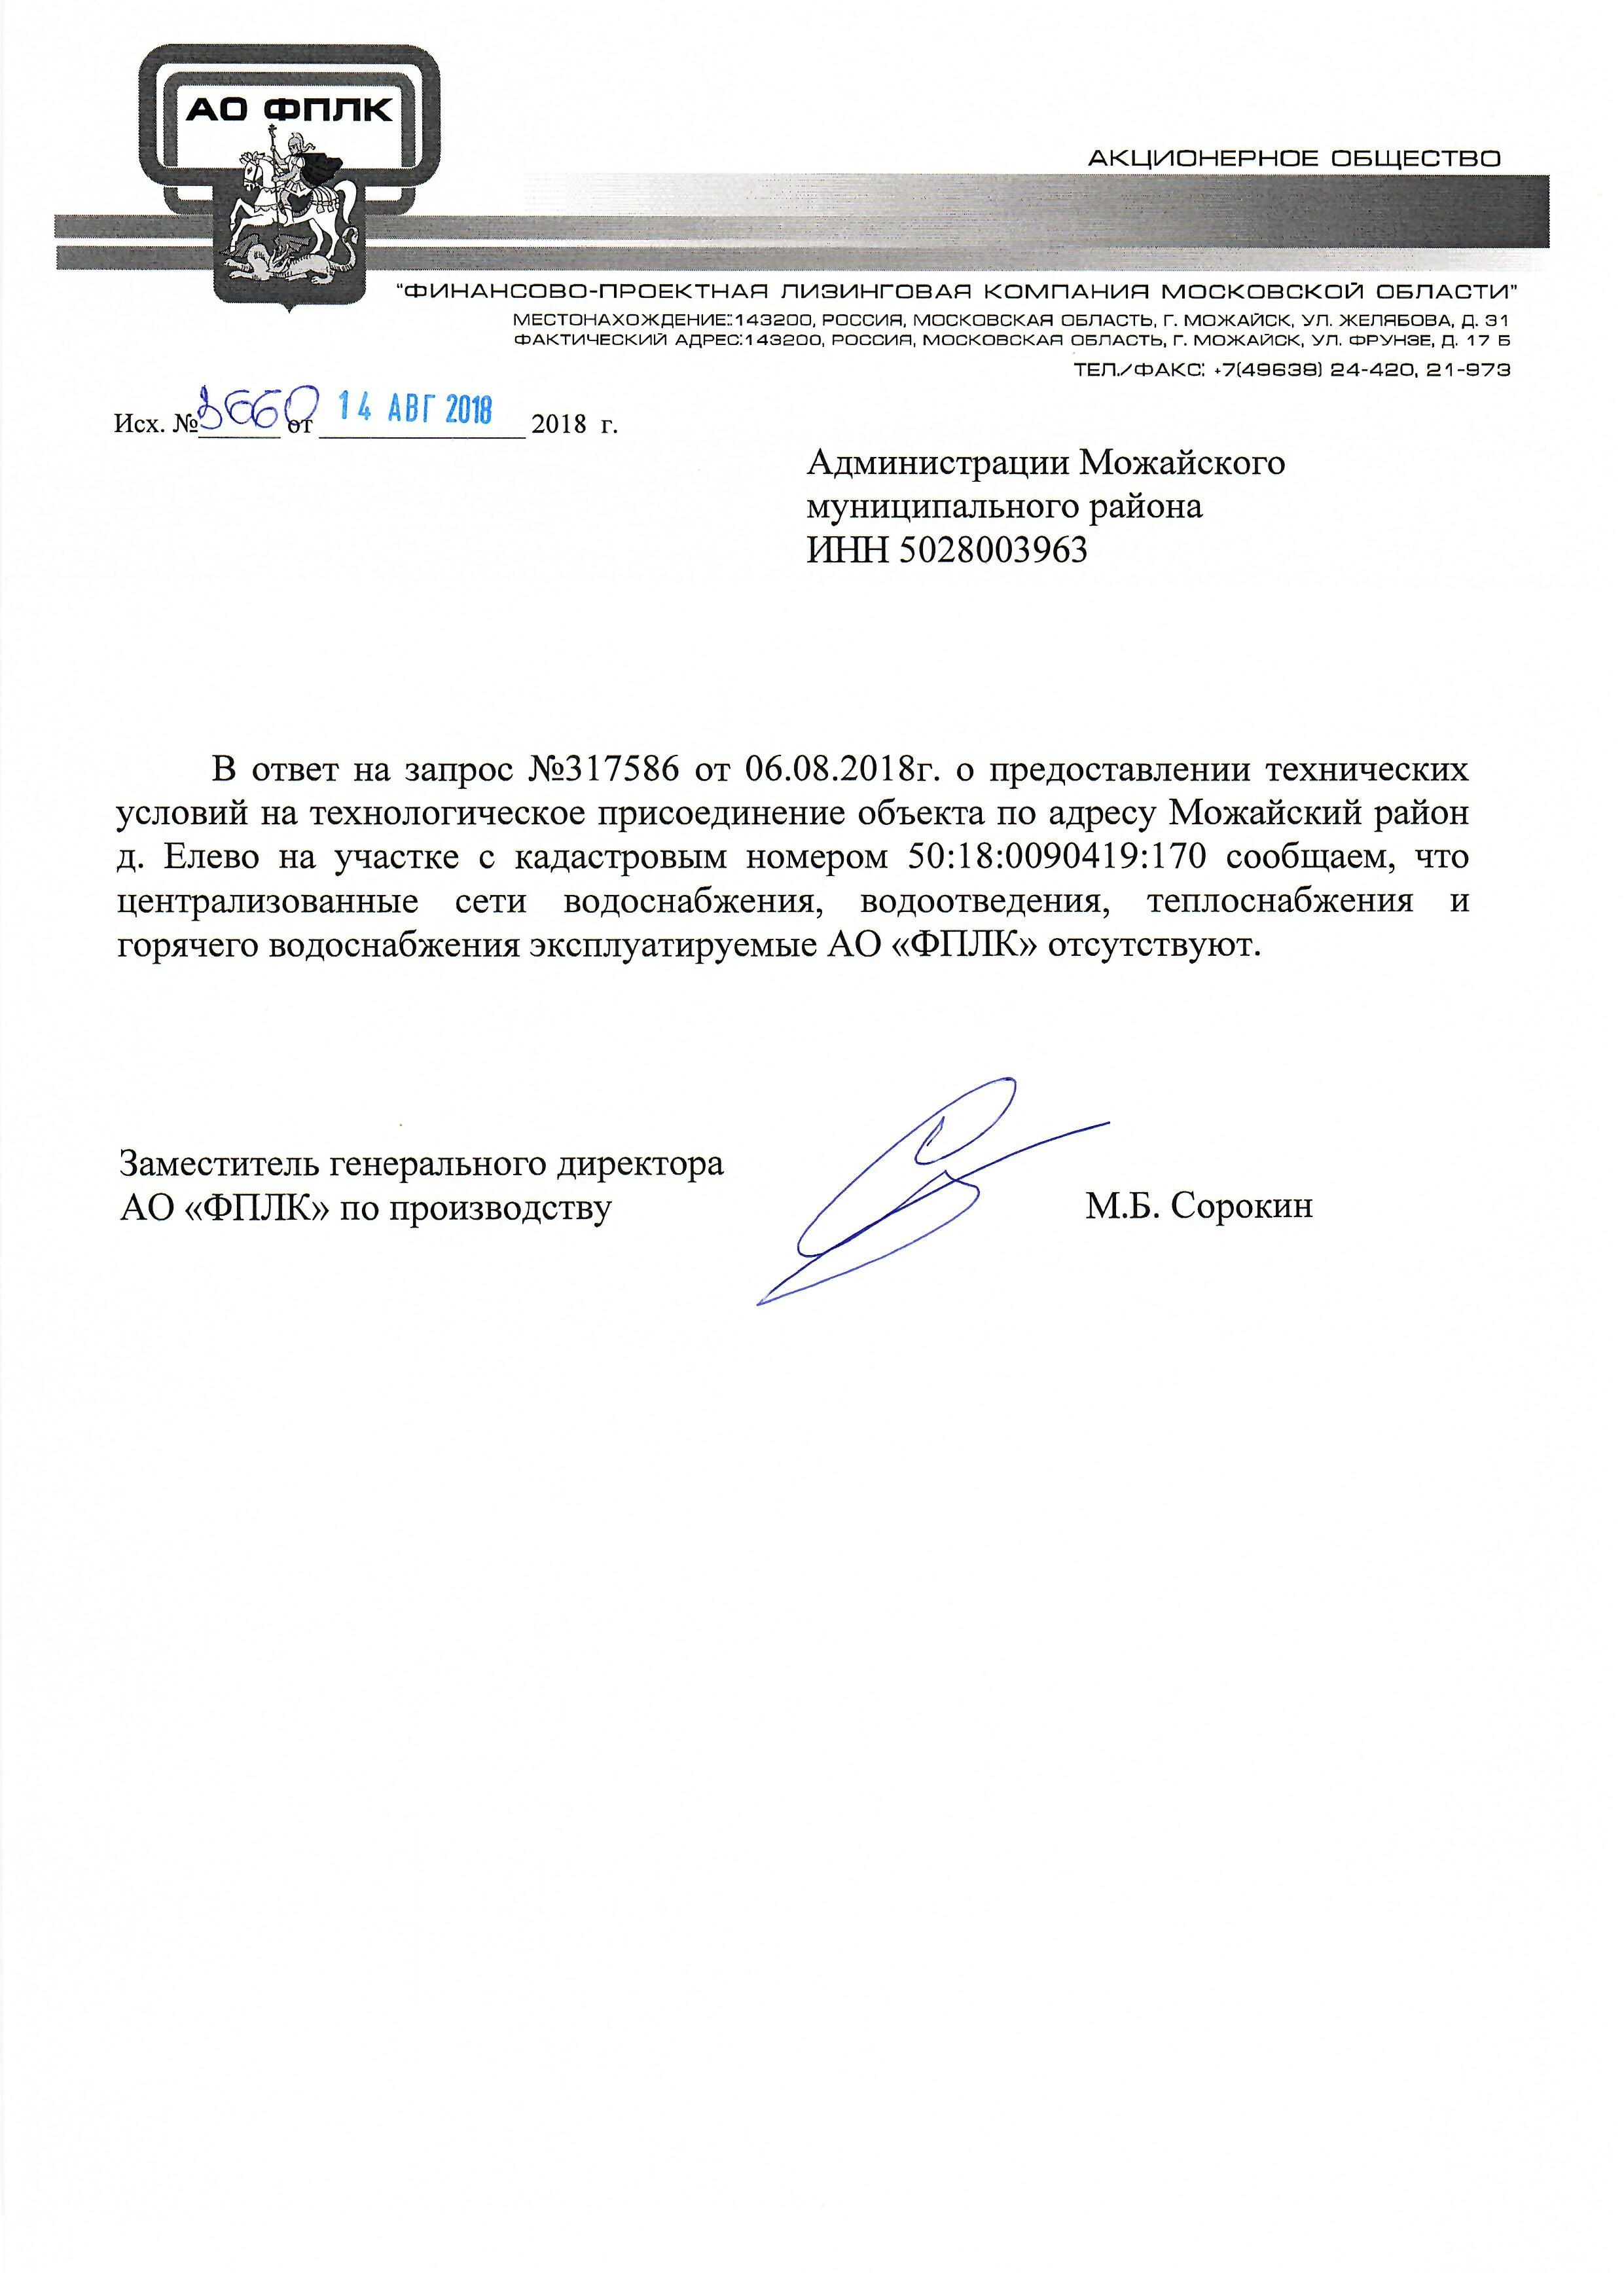 АО ФПЛК
АКЦИОНЕРНОЕ ОБЩЕСТВО
"ФИНАНСОВО-ПРОЕКТНАЯ ЛИЗИНГОВАЯ КОМПАНИЯ МОСКОВСКОЙ ОБЛАСТИ"
МЕСТОНАХОЖДЕНИЕ:143200, РОССИЯ, МОСКОВСКАЯ ОБЛАСТЬ, Г. МОЖАЙСК, УЛ. ЖЕЛЯБОВА, Д. 31
ФАКТИЧЕСКИЙ АДРЕС:143200, РОССИЯ, МОСКОВСКАЯ ОБЛАСТЬ, Г. МОЖАЙСК, УЛ. ФРУНЗЕ, Д. 17 Б
ТЕЛ./ФАКС: +7(49638) 24-420, 21-973
Исх. № 3660 от 14 АВГ 2018 2018 г.
Администрации Можайского
муниципального района
ИНН 5028003963
В ответ на запрос №317586 от 06.08.2018г. о предоставлении технических
условий на технологическое присоединение объекта по адресу Можайский район
д. Елево на участке с кадастровым номером 50:18:0090419:170 сообщаем, что
централизованные сети водоснабжения, водоотведения, теплоснабжения и
горячего водоснабжения эксплуатируемые АО «ФПЛК» отсутствуют.
Заместитель генерального директора
АО «ФПЛК» по производству
М.Б. Сорокин